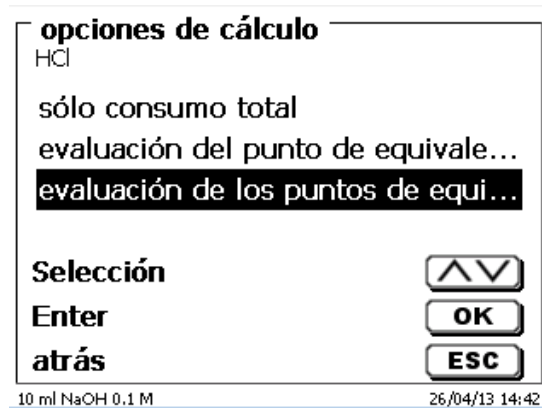 opciones de cálculo
HCl
sólo consumo total
evaluación del punto de equivale...
evaluación de los puntos de equi...
Selección
Enter OK
atrás ESC
10 ml NaOH 0.1 M 26/04/13 14:42